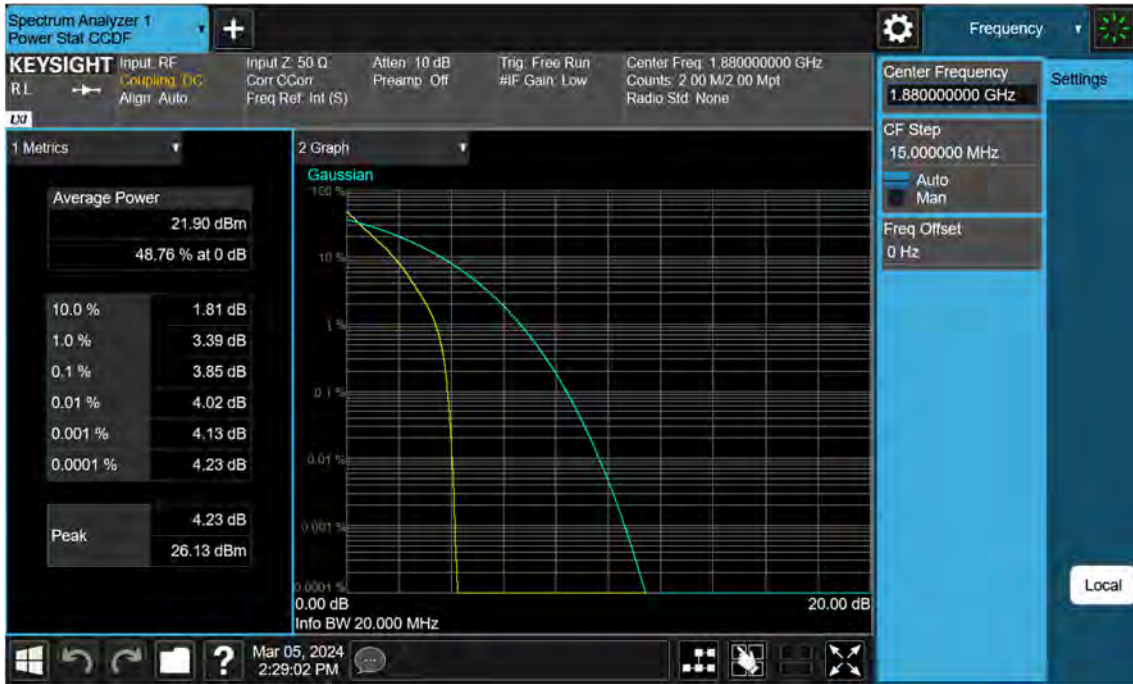 Spectrum Analyzer 1
Power Stat CCDF
+
Frequency
KEYSIGHT
Input: RF
Coupling: DC
Align: Auto
Input Z: 50 Ω
Corr CCorr
Freq Ref: Int (S)
Atten: 10 dB
Preamp: Off
Trig: Free Run
#IF Gain: Low
Center Freq: 1.880000000 GHz
Counts: 2.00 M/2.00 Mpt
Radio Std: None
R L
LXI
Center Frequency
1.880000000 GHz
Settings
CF Step
15.000000 MHz
Auto
Man
Freq Offset
0 Hz
Local
1 Metrics
Average Power
21.90 dBm
48.76 % at 0 dB
10.0 % 1.81 dB
1.0 % 3.39 dB
0.1 % 3.85 dB
0.01 % 4.02 dB
0.001 % 4.13 dB
0.0001 % 4.23 dB
Peak
4.23 dB
26.13 dBm
2 Graph
Gaussian
100 %
10 %
1 %
0.1 %
0.01 %
0.001 %
0.0001 %
0.00 dB 20.00 dB
Info BW 20.000 MHz
?
Mar 05, 2024
2:29:02 PM